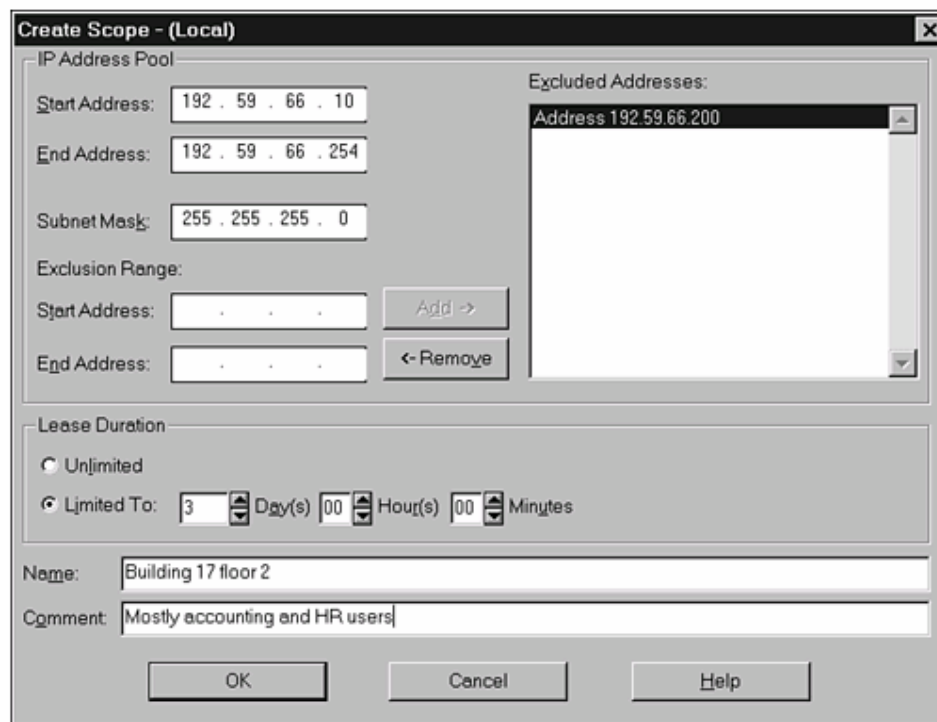 Create Scope - (Local)
IP Address Pool
Start Address: 192 . 59 . 66 . 10
End Address: 192 . 59 . 66 . 254
Subnet Mask: 255 . 255 . 255 . 0
Exclusion Range:
Start Address: . . .
End Address: . . .
Add ->
<- Remove
Excluded Addresses:
Address 192.59.66.200
Lease Duration
Unlimited
Limited To: 3 Day(s) 00 Hour(s) 00 Minutes
Name: Building 17 floor 2
Comment: Mostly accounting and HR users
OK Cancel Help